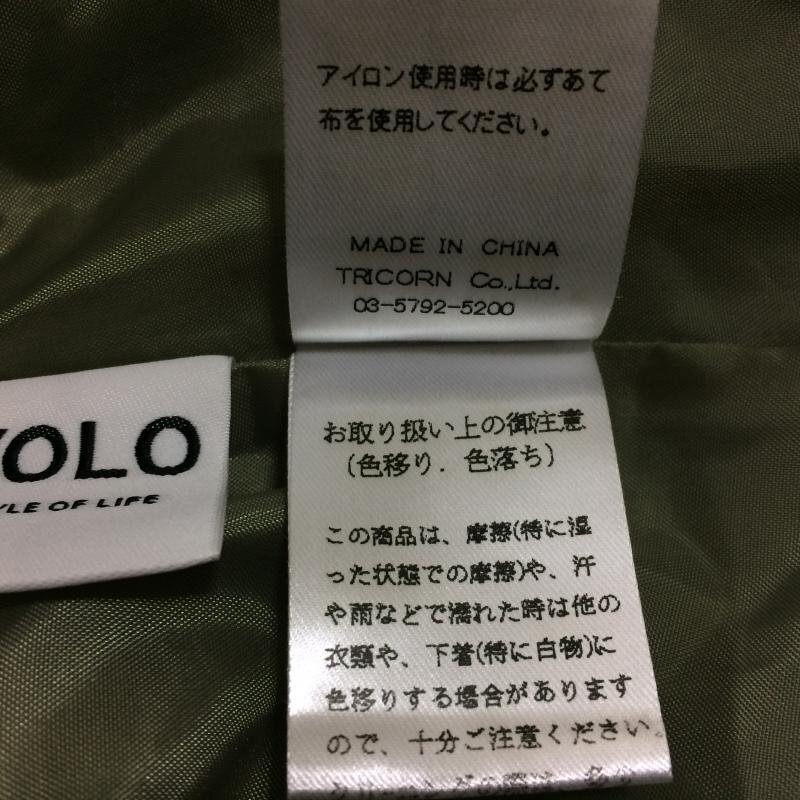 アイロン使用時は必ずあて
布を使用してください。
MADE IN CHINA
TRICORN Co.,Ltd.
03-5792-5200
YOLO
YLE OF LIFE
お取り扱い上の御注意
(色移り．色落ち)
この商品は、摩擦(特に湿
った状態での摩擦)や、汗
や雨などで濡れた時は他の
衣類や、下着(特に白物)に
色移りする場合があります
ので、十分ご注意ください。